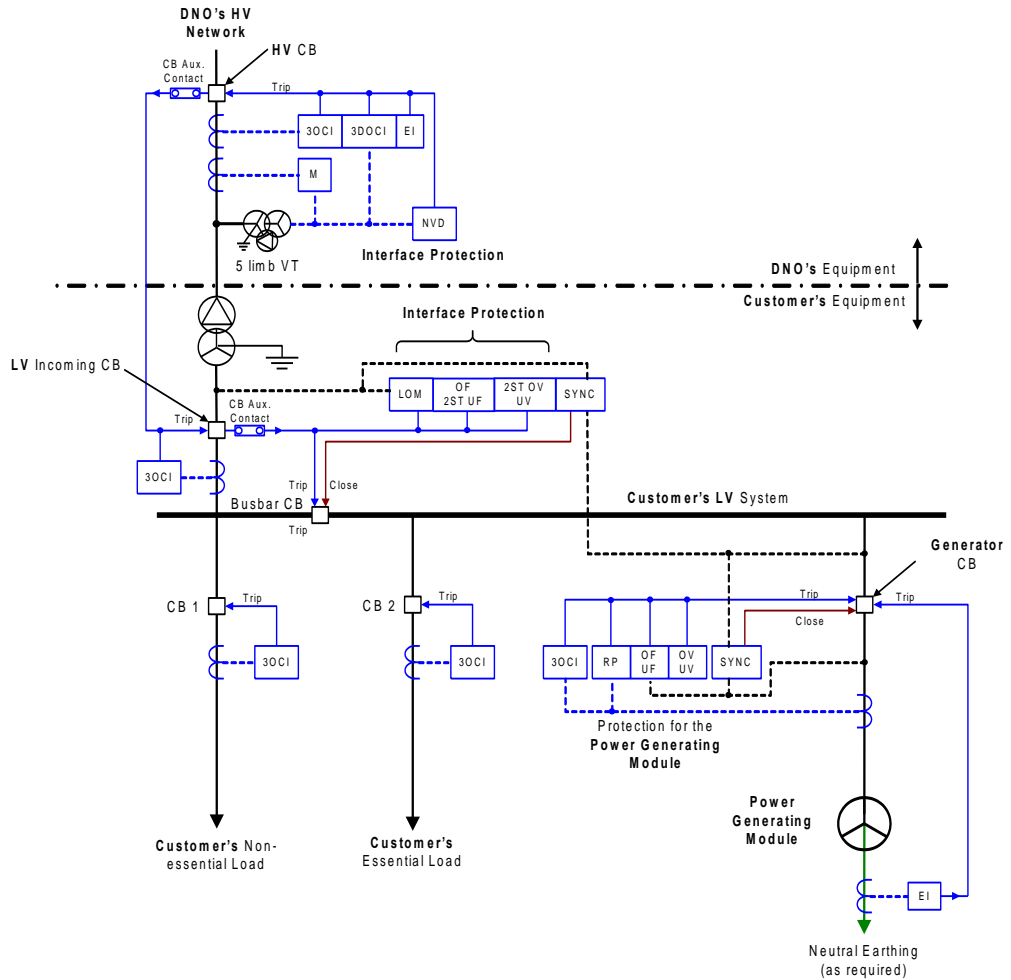 DNO's HV
Network
HV CB
CB Aux.
Contact
Trip
3OCI
3DOCI
EI
M
NVD
5 limb VT
Interface Protection
DNO's Equipment
Customer's Equipment
Interface Protection
LV Incoming CB
LOM
OF
2ST UF
2ST OV
UV
SYNC
Trip
CB Aux.
Contact
3OCI
Trip
Close
Busbar CB
Customer's LV System
Trip
Generator
CB
CB 1
Trip
CB 2
Trip
Trip
Trip
Close
3OCI
3OCI
3OCI
RP
OF
UF
OV
UV
SYNC
Protection for the
Power Generating
Module
Power
Generating
Module
Customer's Non-
essential Load
Customer's
Essential Load
EI
Neutral Earthing
(as required)